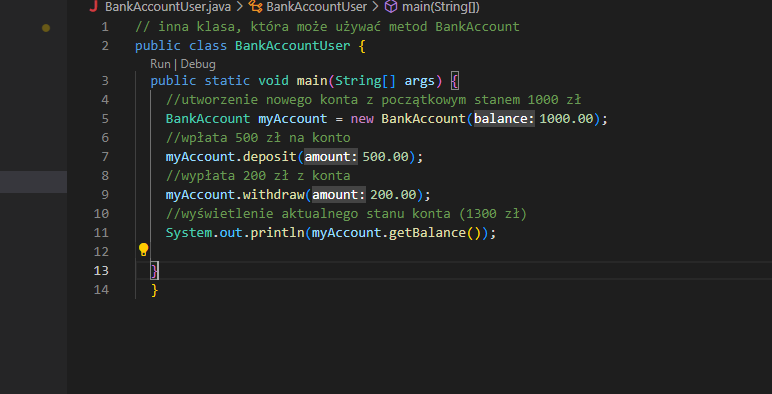 BankAccountUser.java > BankAccountUser > main(String[])
1 // inna klasa, która może używać metod BankAccount
2 public class BankAccountUser {
Run | Debug
3 public static void main(String[] args) {
4 //utworzenie nowego konta z początkowym stanem 1000 zł
5 BankAccount myAccount = new BankAccount(balance: 1000.00);
6 //wpłata 500 zł na konto
7 myAccount.deposit(amount: 500.00);
8 //wypłata 200 zł z konta
9 myAccount.withdraw(amount: 200.00);
10 //wyświetlenie aktualnego stanu konta (1300 zł)
11 System.out.println(myAccount.getBalance());
12
13 }
14 }